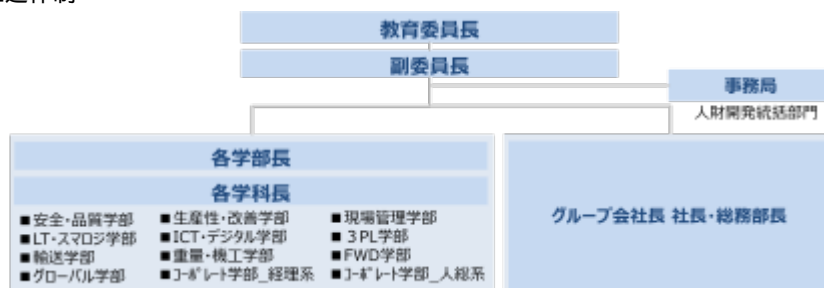 教育委員長
副委員長
事務局
人財開発統括部門
各学部長
各学科長
■安全・品質学部 ■生産性・改善学部 ■現場管理学部
■LT・スマロジ学部 ■ICT・デジタル学部 ■3PL学部
■輸送学部 ■重量・機工学部 ■FWD学部
■グローバル学部 ■コーポレート学部_経理系 ■コーポレート学部_人総系
グループ会社長 社長・総務部長